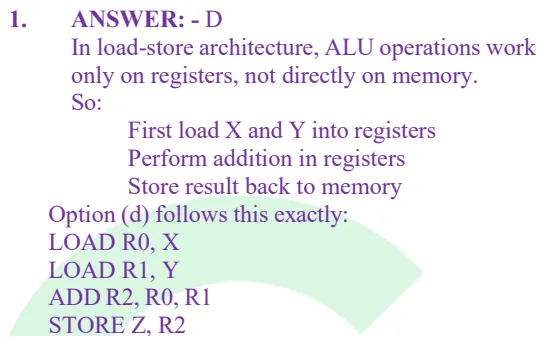 1. ANSWER: - D
In load-store architecture, ALU operations work
only on registers, not directly on memory.
So:
First load X and Y into registers
Perform addition in registers
Store result back to memory
Option (d) follows this exactly:
LOAD R0, X
LOAD R1, Y
ADD R2, R0, R1
STORE Z, R2